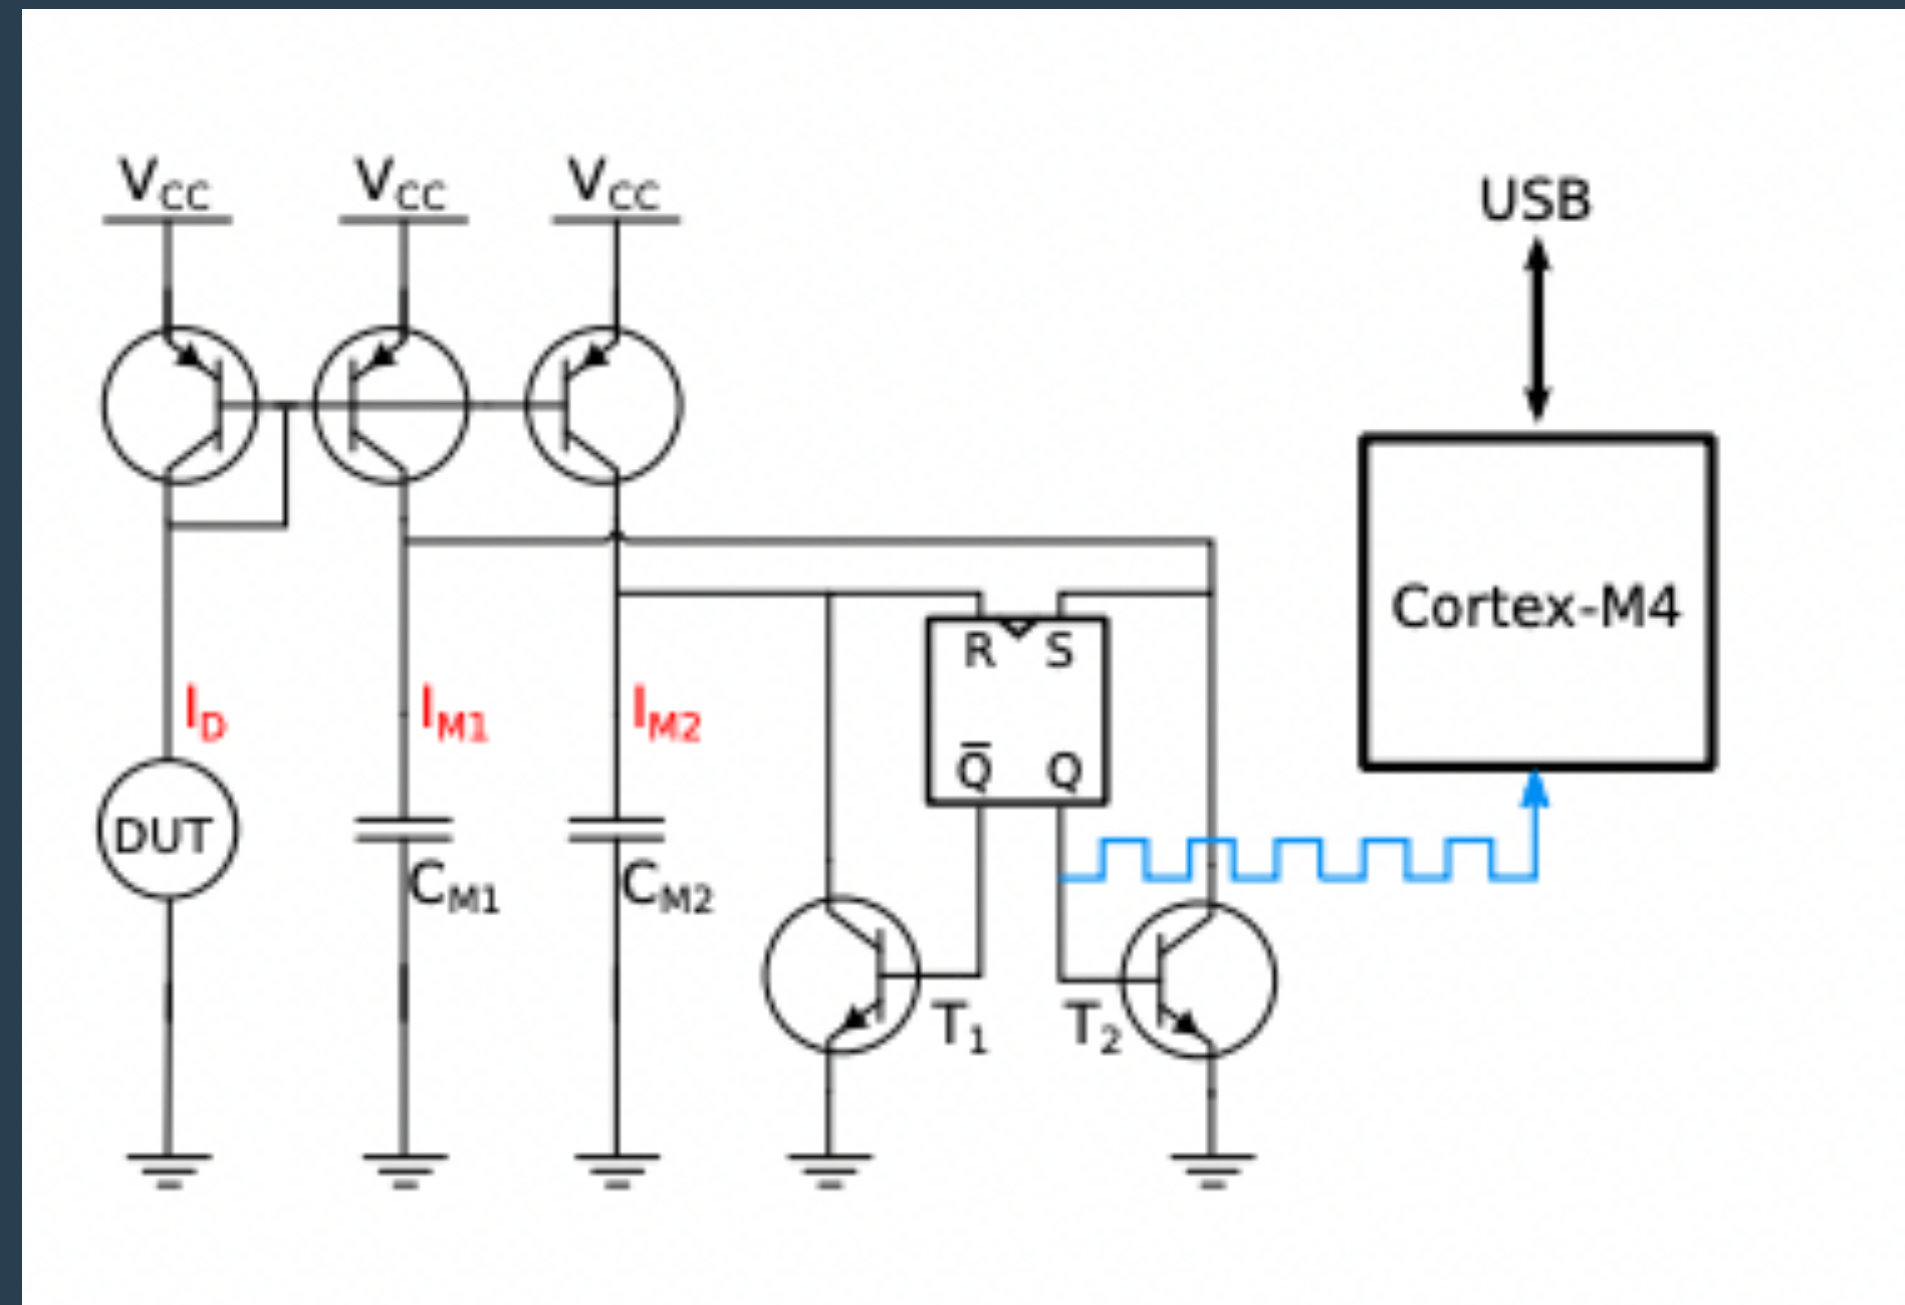 VCC
VCC
VCC
USB
Cortex-M4
R
S
Q̅
Q
ID
IM1
IM2
DUT
CM1
CM2
T1
T2